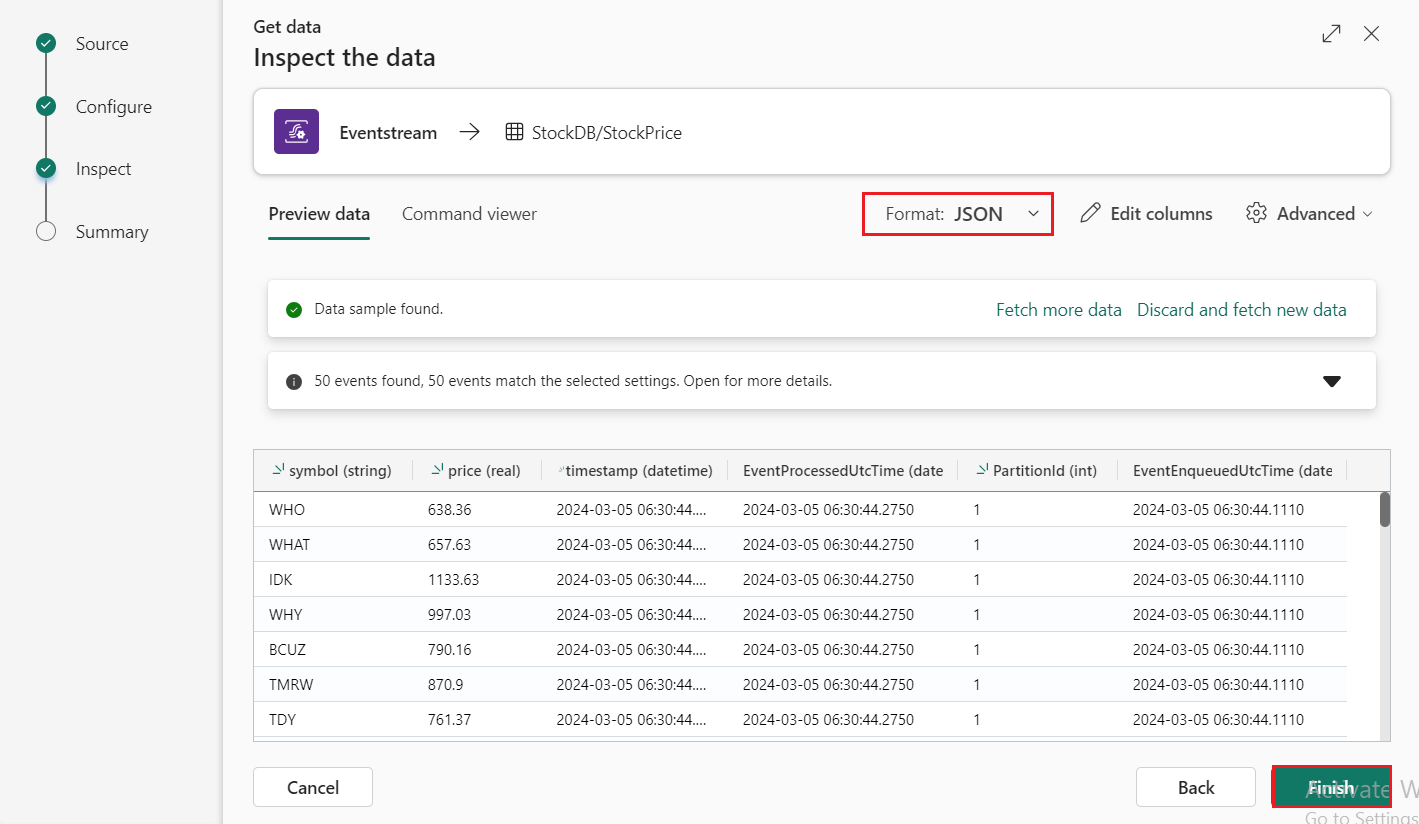 Source
Configure
Inspect
Summary
Get data
Inspect the data
Eventstream → StockDB/StockPrice
Preview data Command viewer Format: JSON Edit columns Advanced
Data sample found. Fetch more data Discard and fetch new data
50 events found, 50 events match the selected settings. Open for more details.
symbol (string) price (real) timestamp (datetime) EventProcessedUtcTime (date PartitionId (int) EventEnqueuedUtcTime (date
WHO 638.36 2024-03-05 06:30:44.... 2024-03-05 06:30:44.2750 1 2024-03-05 06:30:44.1110
WHAT 657.63 2024-03-05 06:30:44.... 2024-03-05 06:30:44.2750 1 2024-03-05 06:30:44.1110
IDK 1133.63 2024-03-05 06:30:44.... 2024-03-05 06:30:44.2750 1 2024-03-05 06:30:44.1110
WHY 997.03 2024-03-05 06:30:44.... 2024-03-05 06:30:44.2750 1 2024-03-05 06:30:44.1110
BCUZ 790.16 2024-03-05 06:30:44.... 2024-03-05 06:30:44.2750 1 2024-03-05 06:30:44.1110
TMRW 870.9 2024-03-05 06:30:44.... 2024-03-05 06:30:44.2750 1 2024-03-05 06:30:44.1110
TDY 761.37 2024-03-05 06:30:44.... 2024-03-05 06:30:44.2750 1 2024-03-05 06:30:44.1110
Cancel Back Finish
Activate W
Go to Settings